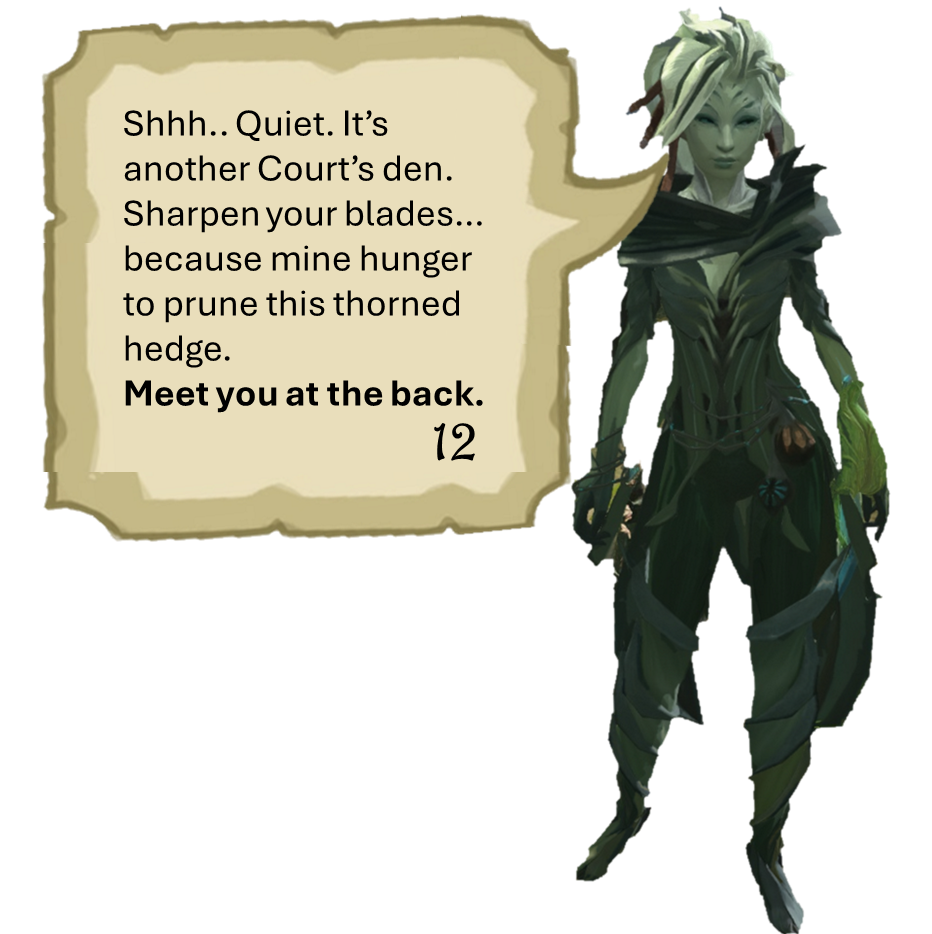 Shhh.. Quiet. It’s
another Court’s den.
Sharpen your blades...
because mine hunger
to prune this thorned
hedge.
Meet you at the back.
12